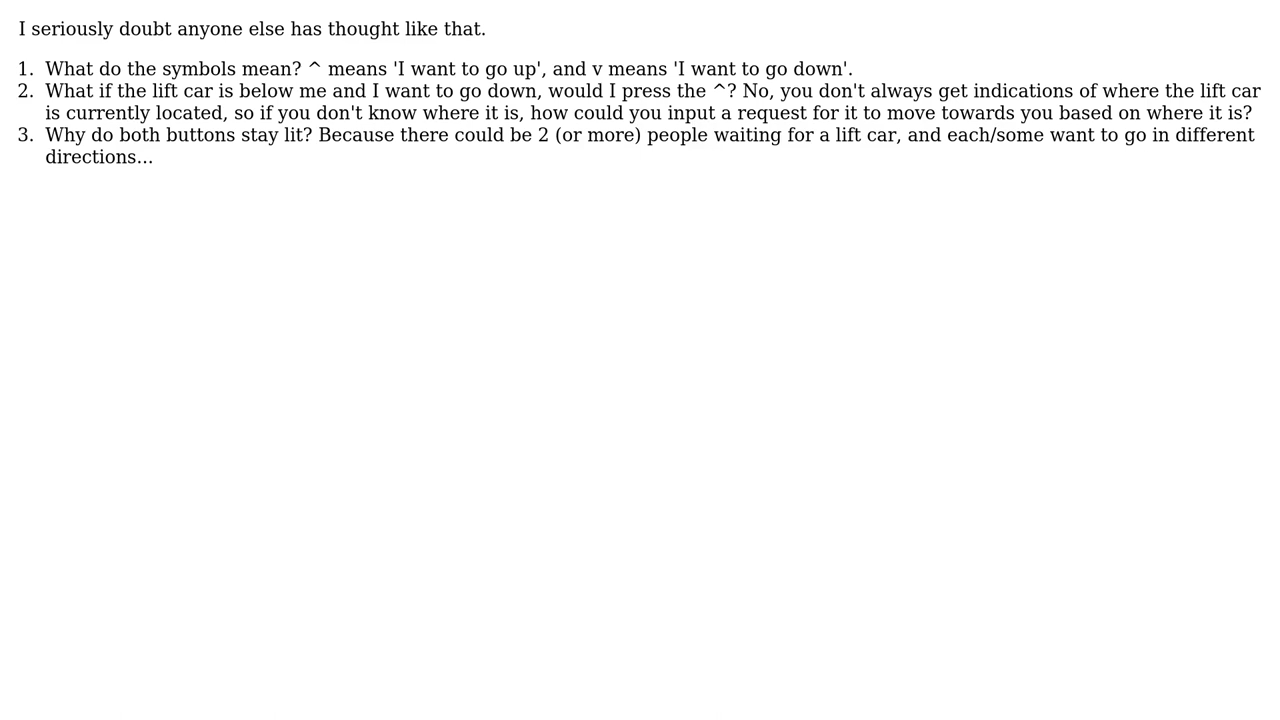 I seriously doubt anyone else has thought like that.
1. What do the symbols mean? ^ means 'I want to go up', and v means 'I want to go down'.
2. What if the lift car is below me and I want to go down, would I press the ^? No, you don't always get indications of where the lift car
is currently located, so if you don't know where it is, how could you input a request for it to move towards you based on where it is?
3. Why do both buttons stay lit? Because there could be 2 (or more) people waiting for a lift car, and each/some want to go in different
directions...